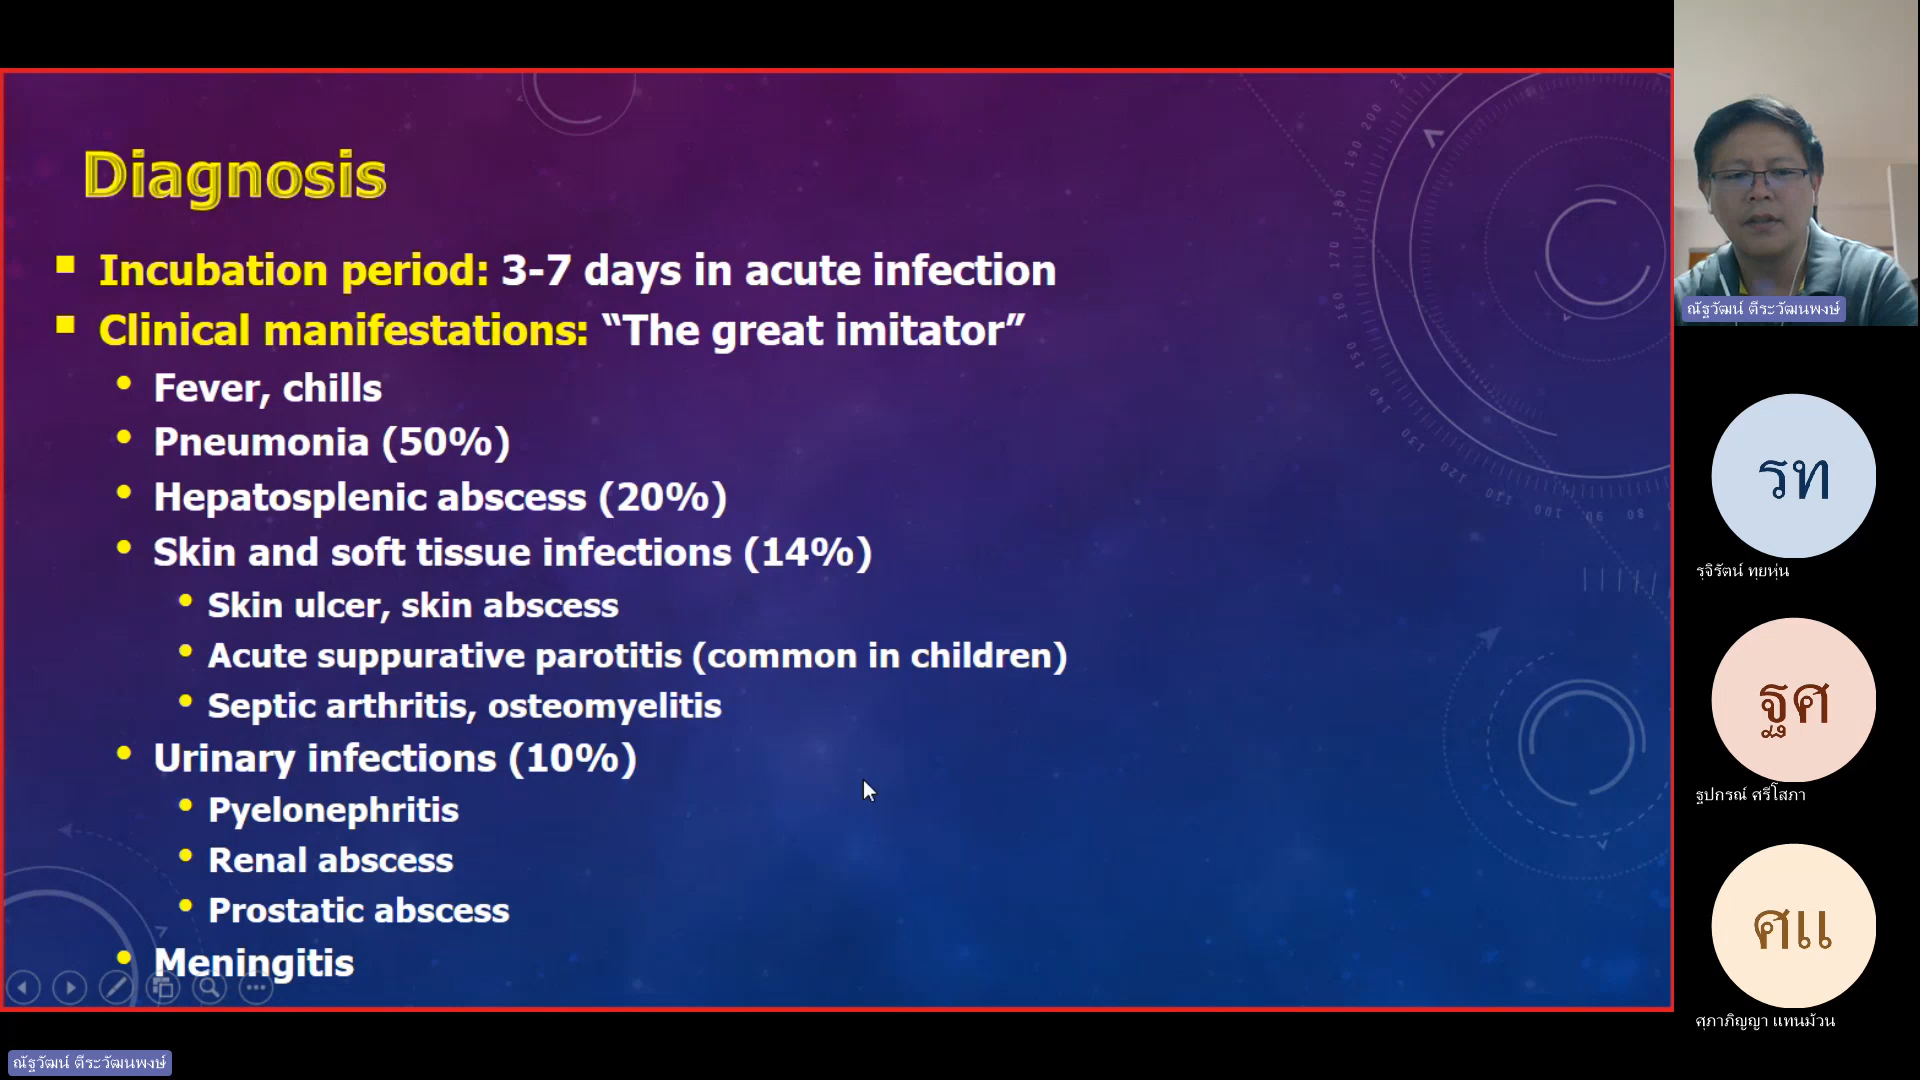 Diagnosis
Incubation period: 3-7 days in acute infection
Clinical manifestations: “The great imitator”
Fever, chills
Pneumonia (50%)
Hepatosplenic abscess (20%)
Skin and soft tissue infections (14%)
Skin ulcer, skin abscess
Acute suppurative parotitis (common in children)
Septic arthritis, osteomyelitis
Urinary infections (10%)
Pyelonephritis
Renal abscess
Prostatic abscess
Meningitis
ณัฐวัฒน์ ตีระวัฒนพงษ์
รท
รุจิรัตน์ ทุยหุ่น
ฐศ
ฐปกรณ์ ศรีโสภา
ศแ
ศุภาภิญญา แทนม้วน
ณัฐวัฒน์ ตีระวัฒนพงษ์